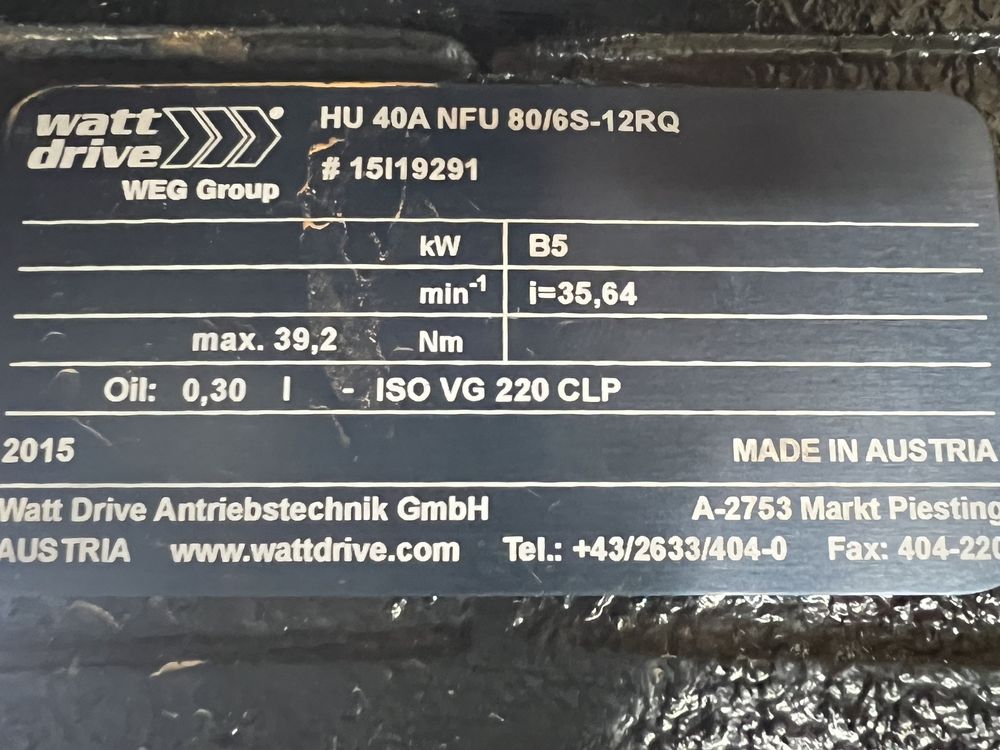 watt drive
WEG Group
HU 40A NFU 80/6S-12RQ
# 15I19291
kW B5
min-1 i=35,64
max. 39,2 Nm
Oil: 0,30 l - ISO VG 220 CLP
2015 MADE IN AUSTRIA
Watt Drive Antriebstechnik GmbH A-2753 Markt Piesting
AUSTRIA www.wattdrive.com Tel.: +43/2633/404-0 Fax: 404-220